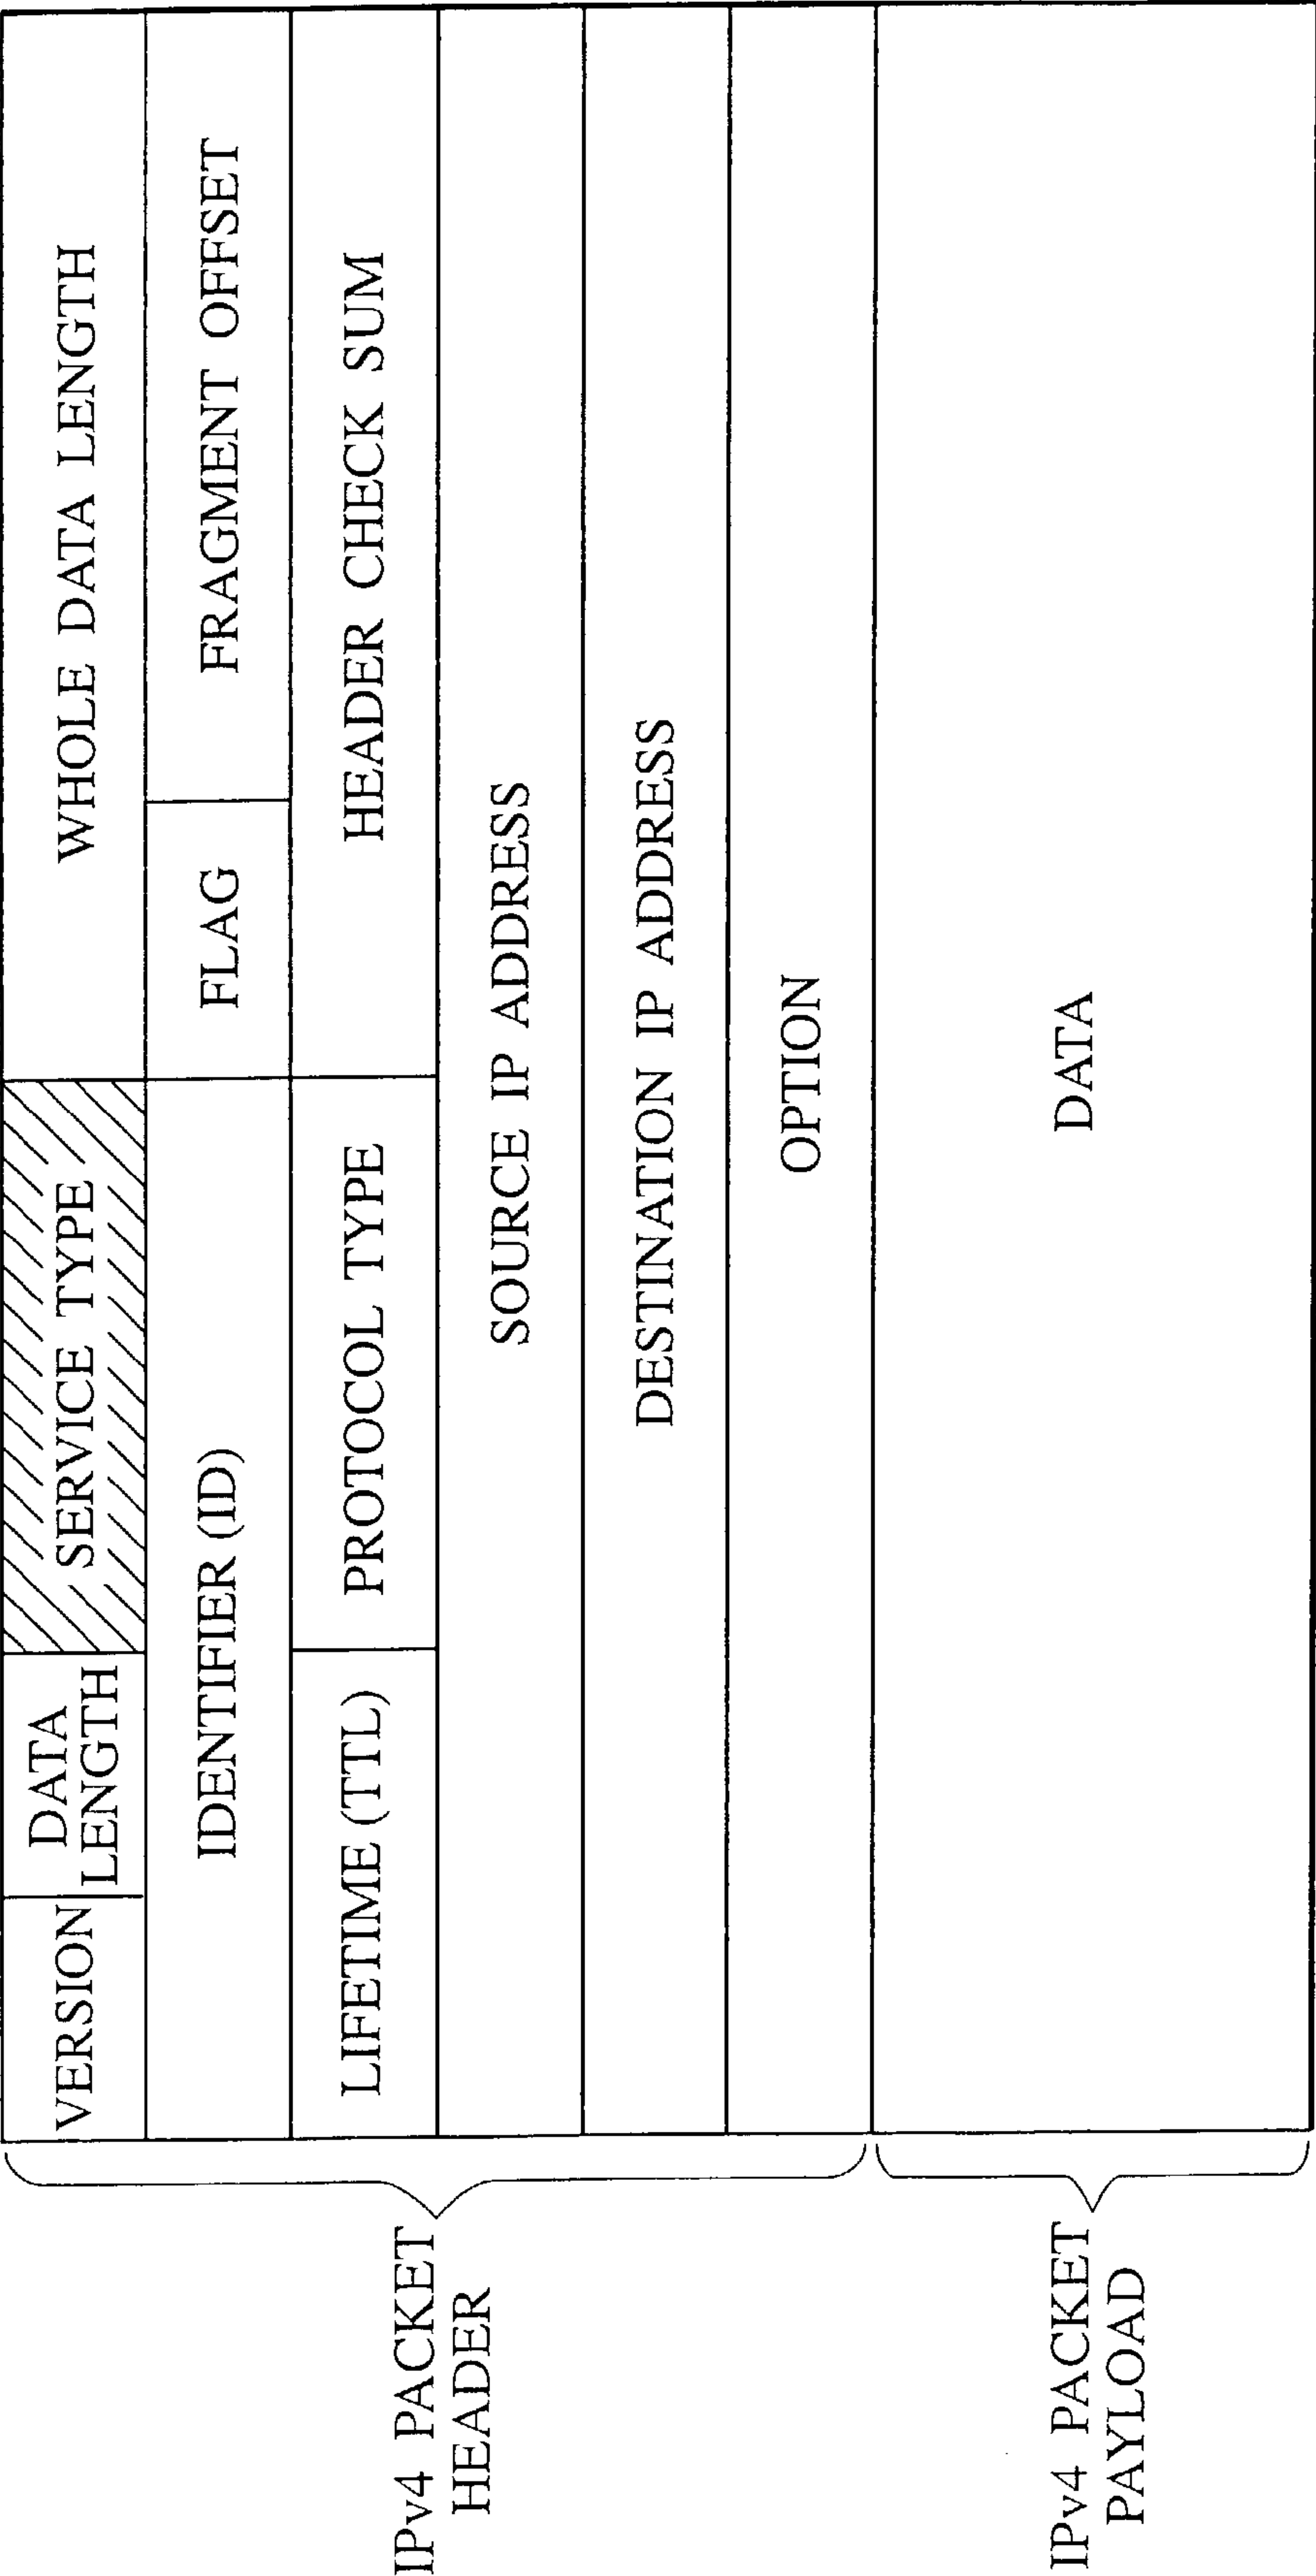 IPv4 PACKET
HEADER
VERSION
DATA
LENGTH
SERVICE TYPE
WHOLE DATA LENGTH
IDENTIFIER (ID)
FLAG
FRAGMENT OFFSET
LIFETIME (TTL)
PROTOCOL TYPE
HEADER CHECK SUM
SOURCE IP ADDRESS
DESTINATION IP ADDRESS
OPTION
IPv4 PACKET
PAYLOAD
DATA